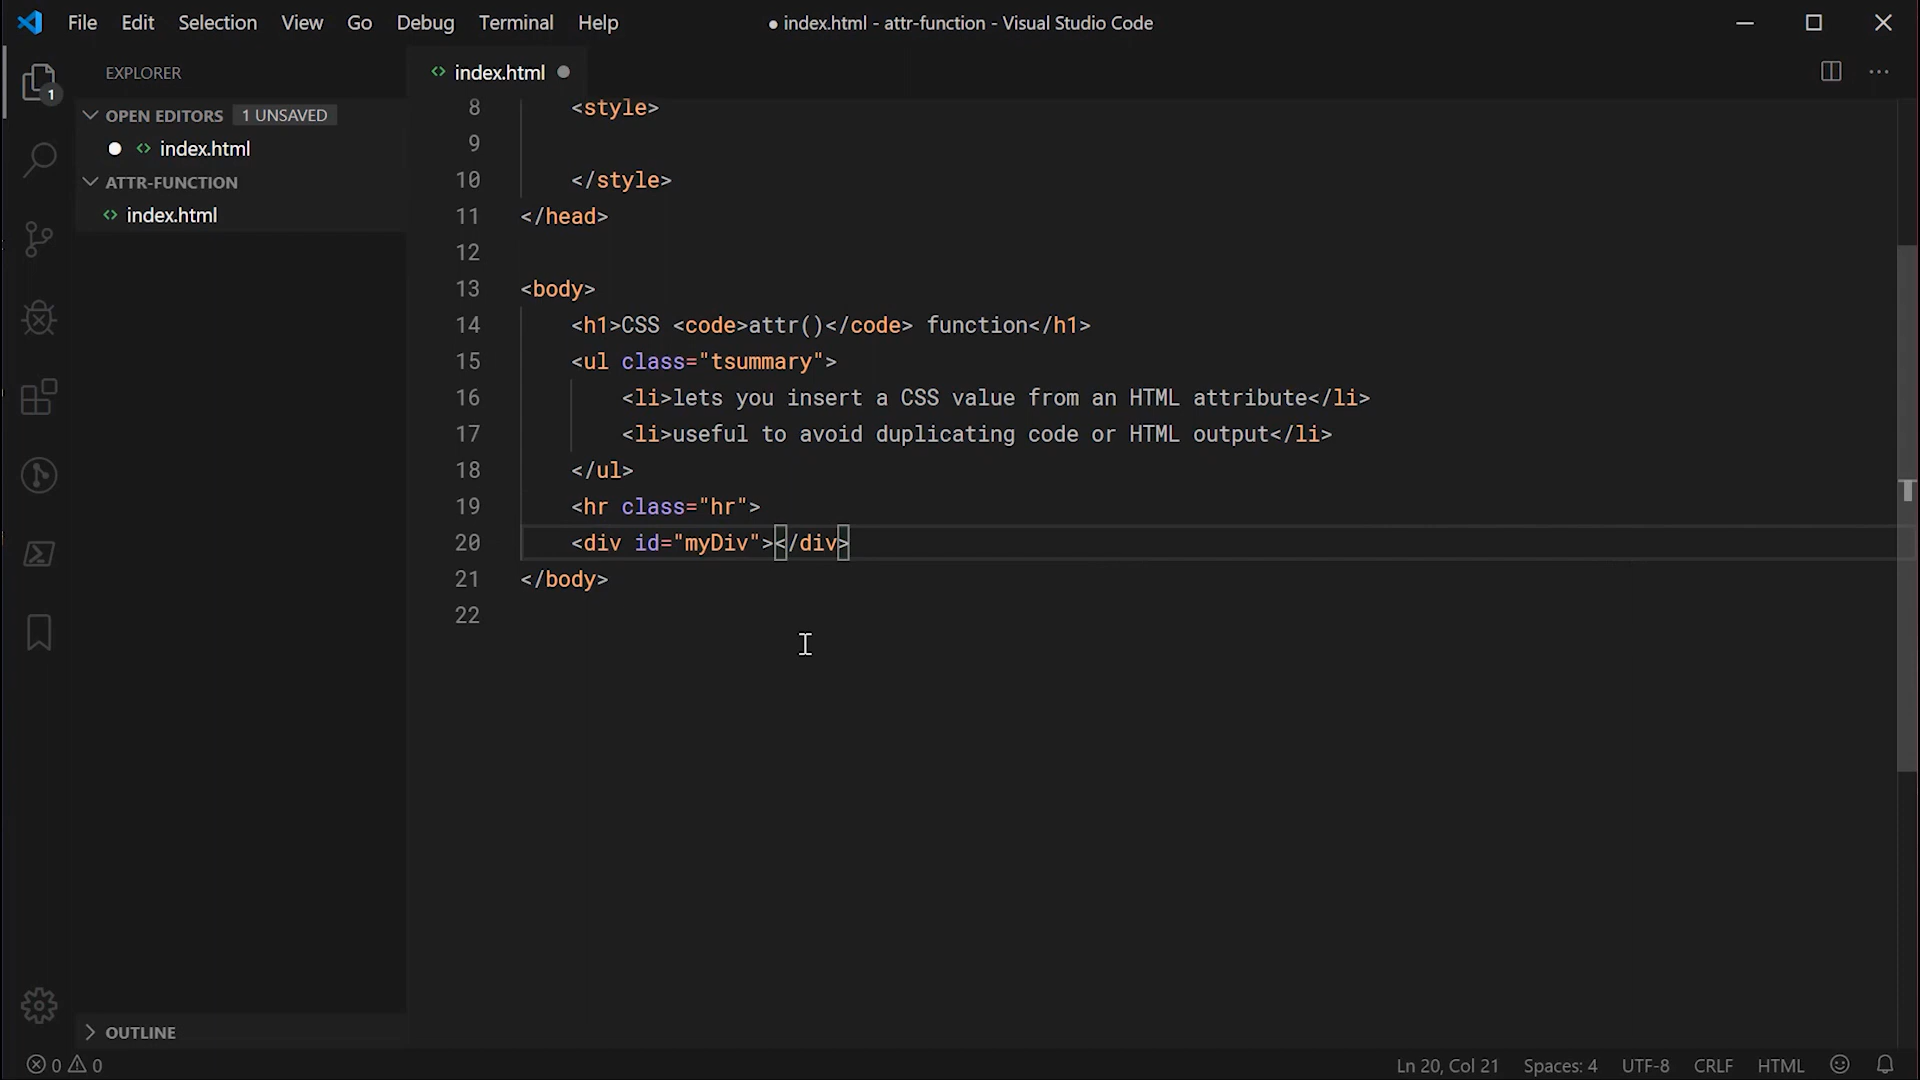 File Edit Selection View Go Debug Terminal Help
● index.html - attr-function - Visual Studio Code
EXPLORER
index.html
1
OPEN EDITORS 1 UNSAVED
index.html
ATTR-FUNCTION
index.html
8 <style>
9
10 </style>
11 </head>
12
13 <body>
14 <h1>CSS <code>attr()</code> function</h1>
15 <ul class="tsummary">
16 <li>lets you insert a CSS value from an HTML attribute</li>
17 <li>useful to avoid duplicating code or HTML output</li>
18 </ul>
19 <hr class="hr">
20 <div id="myDiv"></div>
21 </body>
22
OUTLINE
0 0
Ln 20, Col 21 Spaces: 4 UTF-8 CRLF HTML